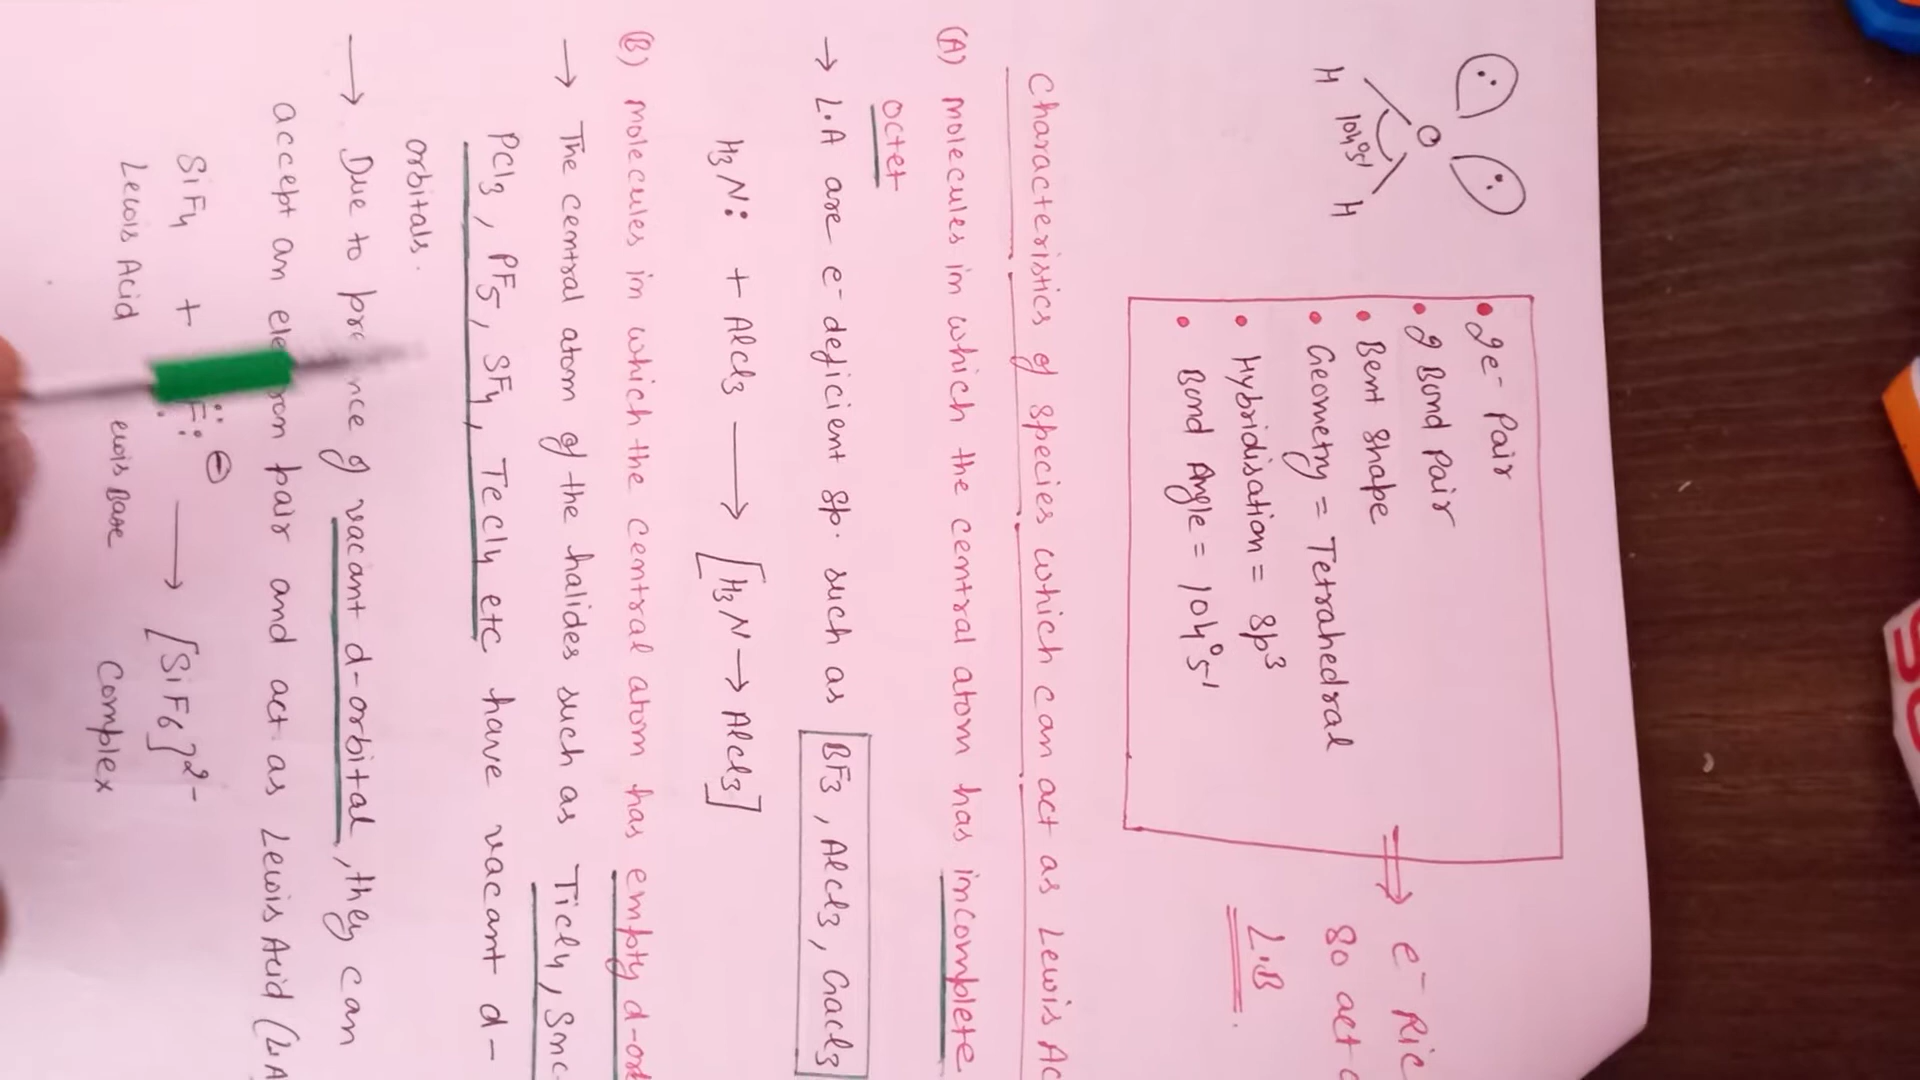 O
H 104°5' H
• 2e- Pair
• 2 Bond Pair
• Bent Shape
• Geometry = Tetrahedral
• Hybridisation = sp3
• Bond Angle = 104°5'
⇒ e- Ric
so act
L.B
Characteristics of species which can act as Lewis Ac
(A) molecules in which the central atom has incomplete
octet
→ L.A are e- deficient sp. such as BF3, AlCl3, GaCl3
H3N: + AlCl3 → [H3N→AlCl3]
(B) molecules in which the central atom has empty d-or
→ The central atom of the halides such as TiCl4, SnC
PCl3, PF5, SF4, TeCl4 etc have vacant d-
orbitals.
→ Due to of vacant d-orbital, they can
accept an pair and act as Lewis Acid (L.A
SiF4 + F:⊖ → [SiF6]2-
Lewis Acid ewis Base Complex